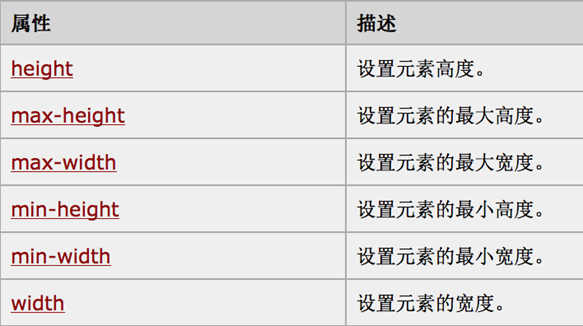 属性 描述
height 设置元素高度。
max-height 设置元素的最大高度。
max-width 设置元素的最大宽度。
min-height 设置元素的最小高度。
min-width 设置元素的最小宽度。
width 设置元素的宽度。